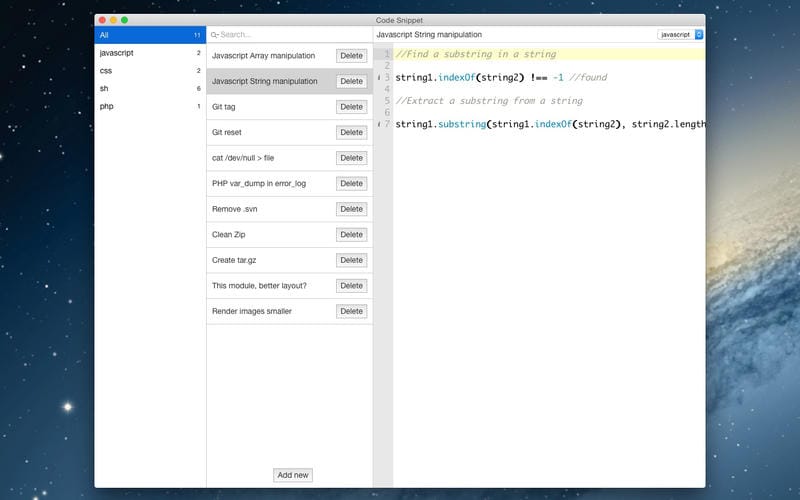 Code Snippet
All 11
javascript 2
css 2
sh 6
php 1
Search...
Javascript Array manipulation Delete
Javascript String manipulation Delete
Git tag Delete
Git reset Delete
cat /dev/null > file Delete
PHP var_dump in error_log Delete
Remove .svn Delete
Clean Zip Delete
Create tar.gz Delete
This module, better layout? Delete
Render images smaller Delete
Add new
Javascript String manipulation javascript
1 //Find a substring in a string
2
i 3 string1.indexOf(string2) !== -1 //found
4
5 //Extract a substring from a string
6
i 7 string1.substring(string1.indexOf(string2), string2.length